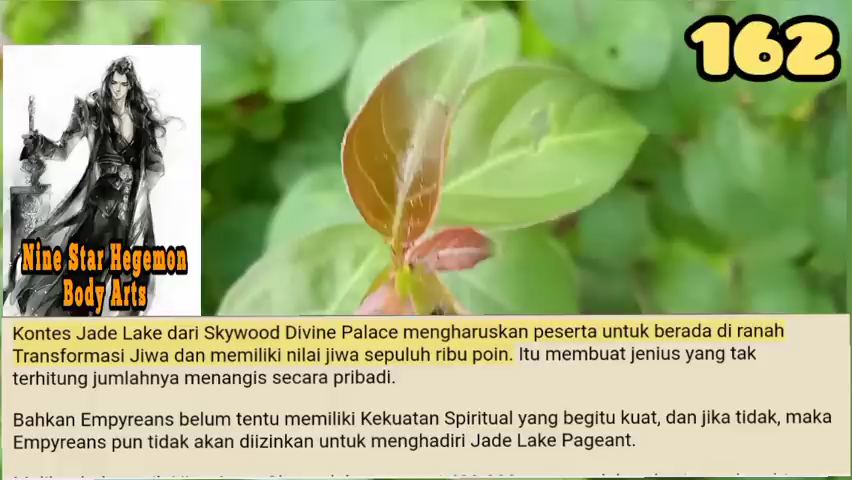 162
Nine Star Hegemon
Body Arts
Kontes Jade Lake dari Skywood Divine Palace mengharuskan peserta untuk berada di ranah
Transformasi Jiwa dan memiliki nilai jiwa sepuluh ribu poin. Itu membuat jenius yang tak
terhitung jumlahnya menangis secara pribadi.
Bahkan Empyreans belum tentu memiliki Kekuatan Spiritual yang begitu kuat, dan jika tidak, maka
Empyreans pun tidak akan diizinkan untuk menghadiri Jade Lake Pageant.